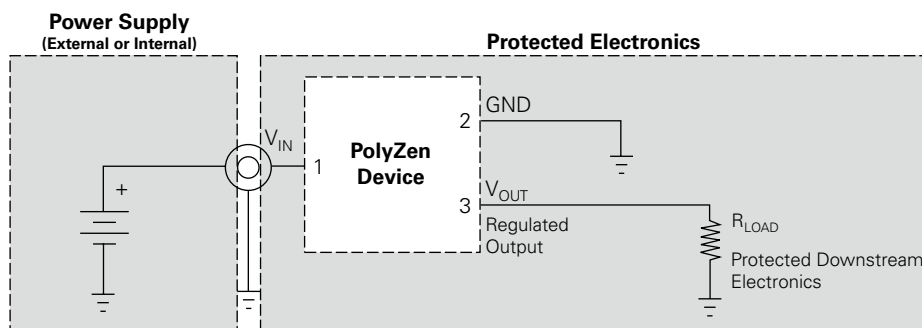 Power Supply
(External or Internal)
Protected Electronics
V_IN
1
PolyZen
Device
2
GND
3
V_OUT
Regulated
Output
R_LOAD
Protected Downstream
Electronics
+